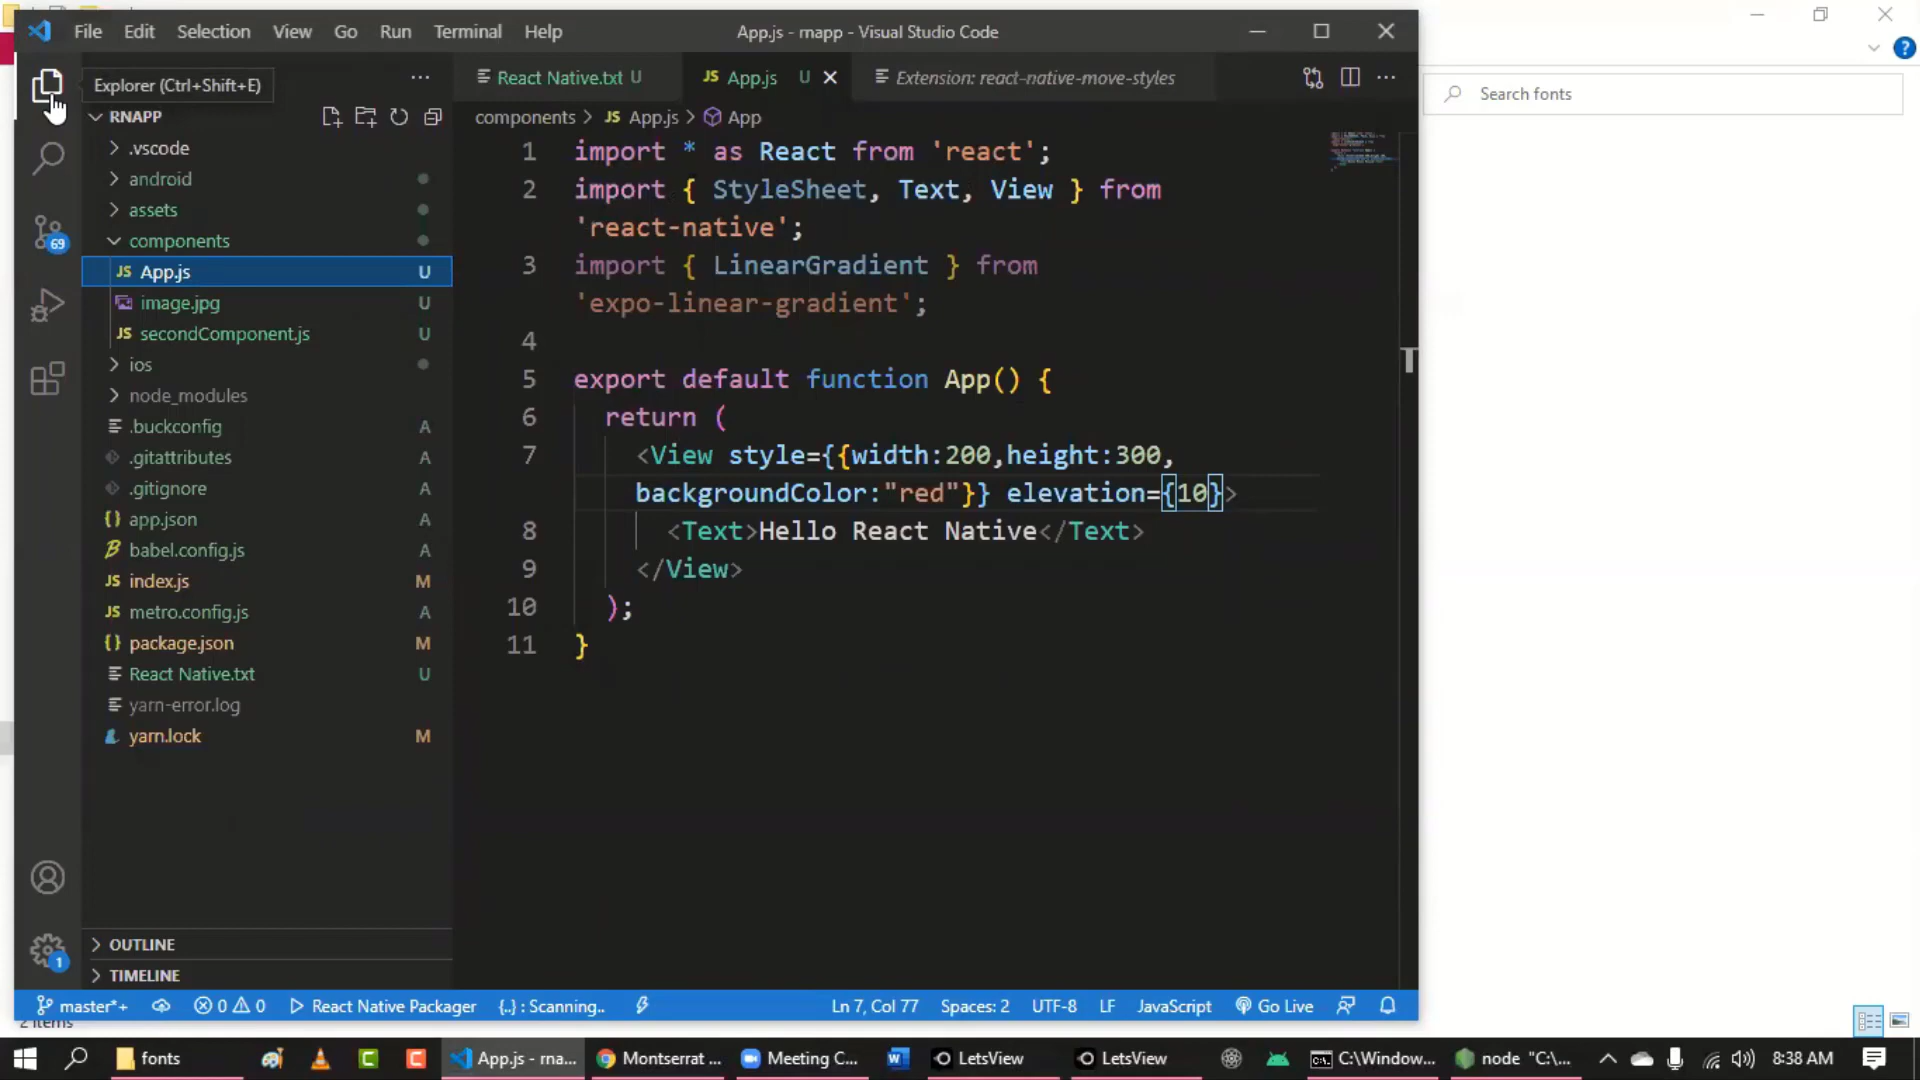 File Edit Selection View Go Run Terminal Help App.js - rnapp - Visual Studio Code
Explorer (Ctrl+Shift+E)
React Native.txt U
App.js U
Extension: react-native-move-styles
Search fonts
RNAPP
components > App.js > App
.vscode
android
assets
components
App.js U
image.jpg U
secondComponent.js U
ios
node_modules
.buckconfig A
.gitattributes A
.gitignore A
app.json A
babel.config.js A
index.js M
metro.config.js A
package.json M
React Native.txt U
yarn-error.log
yarn.lock M
69
1 import * as React from 'react';
2 import { StyleSheet, Text, View } from
'react-native';
3 import { LinearGradient } from
'expo-linear-gradient';
4
5 export default function App() {
6 return (
7 <View style={{width:200,height:300,
backgroundColor:"red"}} elevation={10}>
8 <Text>Hello React Native</Text>
9 </View>
10 );
11 }
OUTLINE
TIMELINE
1
master*+ 0 0 React Native Packager {..} : Scanning.. Ln 7, Col 77 Spaces: 2 UTF-8 LF JavaScript Go Live
2 items
fonts App.js - rna... Montserrat ... Meeting C... LetsView LetsView C:\Window... node "C:\... 8:38 AM